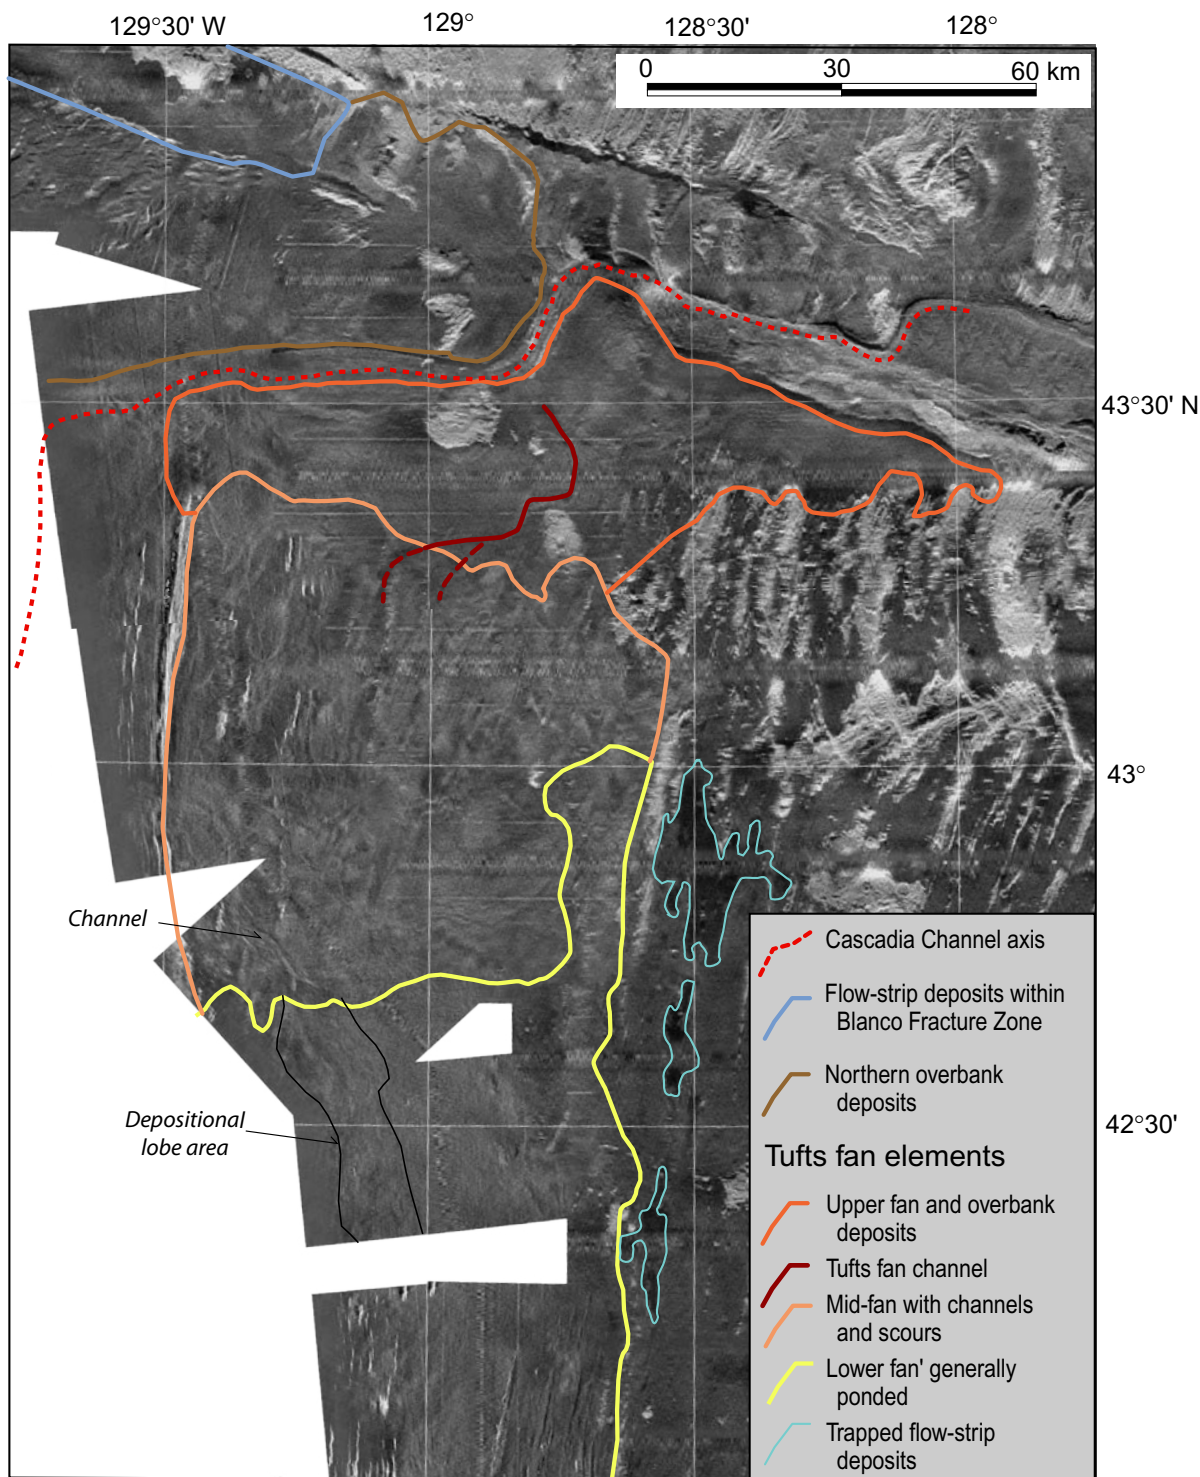 129°30' W
129°
128°30'
128°
0 30 60 km
43°30' N
43°
Channel
Depositional
lobe area
42°30'
Cascadia Channel axis
Flow-strip deposits within
Blanco Fracture Zone
Northern overbank
deposits
Tufts fan elements
Upper fan and overbank
deposits
Tufts fan channel
Mid-fan with channels
and scours
Lower fan' generally
ponded
Trapped flow-strip
deposits